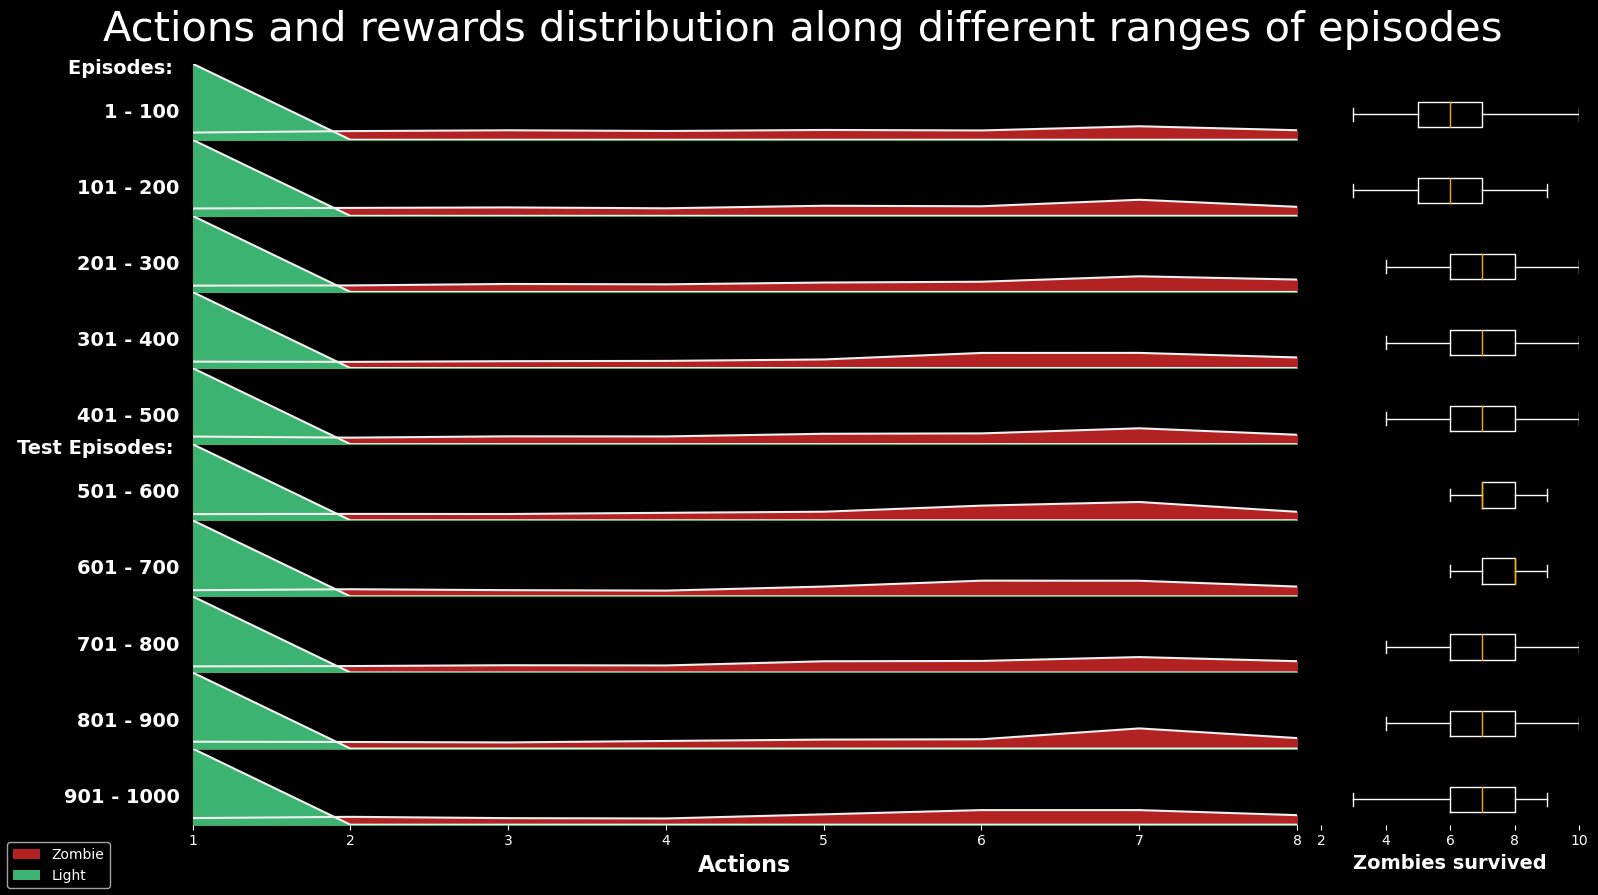 Actions and rewards distribution along different ranges of episodes
Episodes:
1 - 100
101 - 200
201 - 300
301 - 400
401 - 500
Test Episodes:
501 - 600
601 - 700
701 - 800
801 - 900
901 - 1000
1 2 3 4 5 6 7 8
2 4 6 8 10
Actions
Zombies survived
Zombie
Light